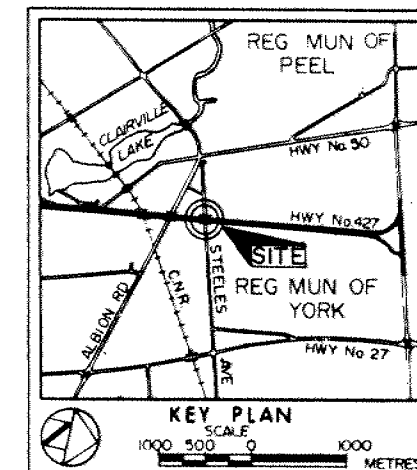 REG MUN OF
PEEL
CLAIRVILLE
LAKE
HWY No. 50
HWY No. 427
SITE
STEELES
AVE
REG MUN OF
YORK
ALBION RD
C.N.R.
HWY No 27
KEY PLAN
SCALE
1000 500 0 1000
METRES